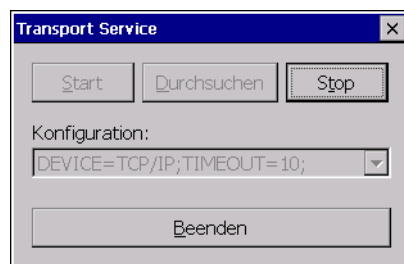 Transport Service
Start Durchsuchen Stop
Konfiguration:
DEVICE=TCP/IP;TIMEOUT=10;
Beenden